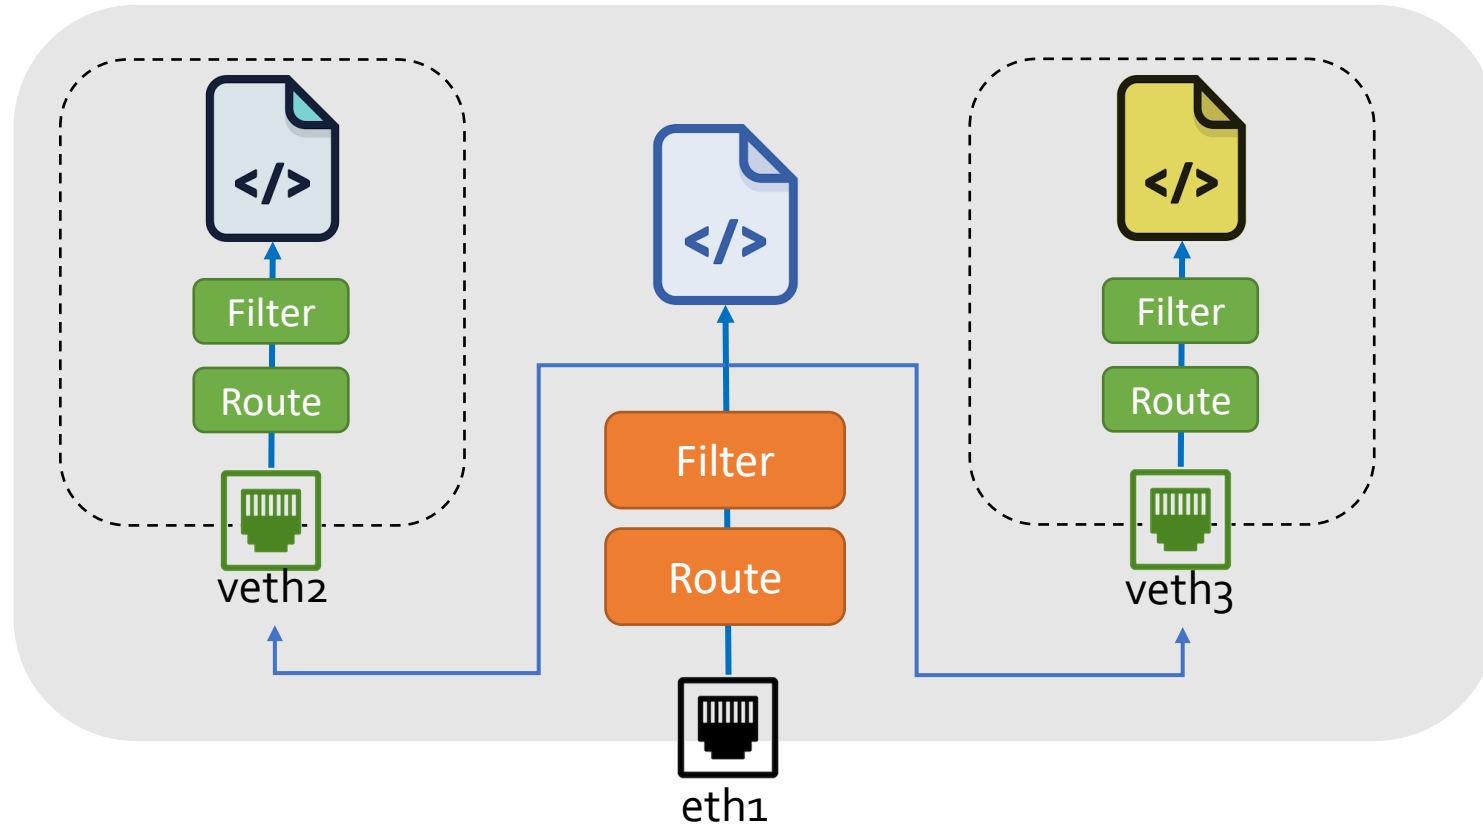 </>
Filter
Route
veth2
</>
Filter
Route
eth1
</>
Filter
Route
veth3